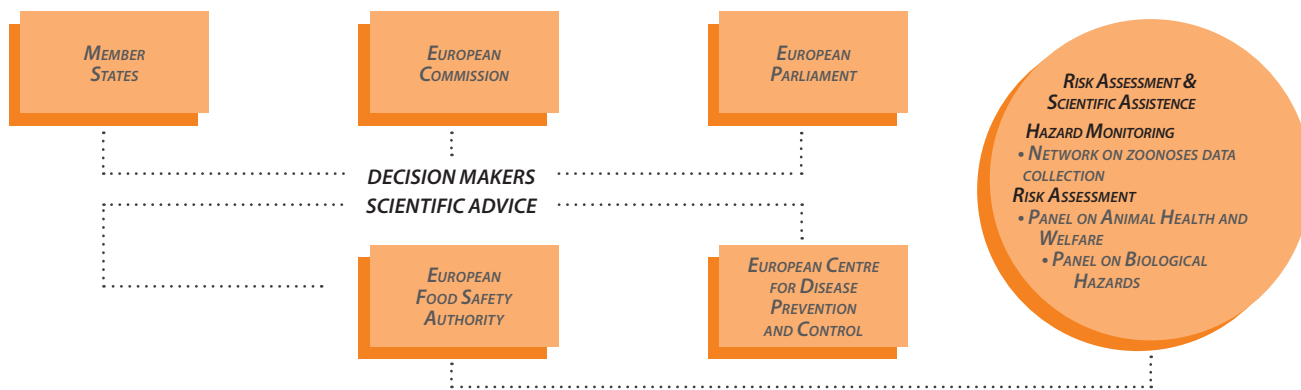 MEMBER
STATES
EUROPEAN
COMMISSION
EUROPEAN
PARLIAMENT
DECISION MAKERS
SCIENTIFIC ADVICE
EUROPEAN
FOOD SAFETY
AUTHORITY
EUROPEAN CENTRE
FOR DISEASE
PREVENTION
AND CONTROL
RISK ASSESSMENT &
SCIENTIFIC ASSISTENCE
HAZARD MONITORING
• NETWORK ON ZOONOSES DATA
COLLECTION
RISK ASSESSMENT
• PANEL ON ANIMAL HEALTH AND
WELFARE
• PANEL ON BIOLOGICAL
HAZARDS